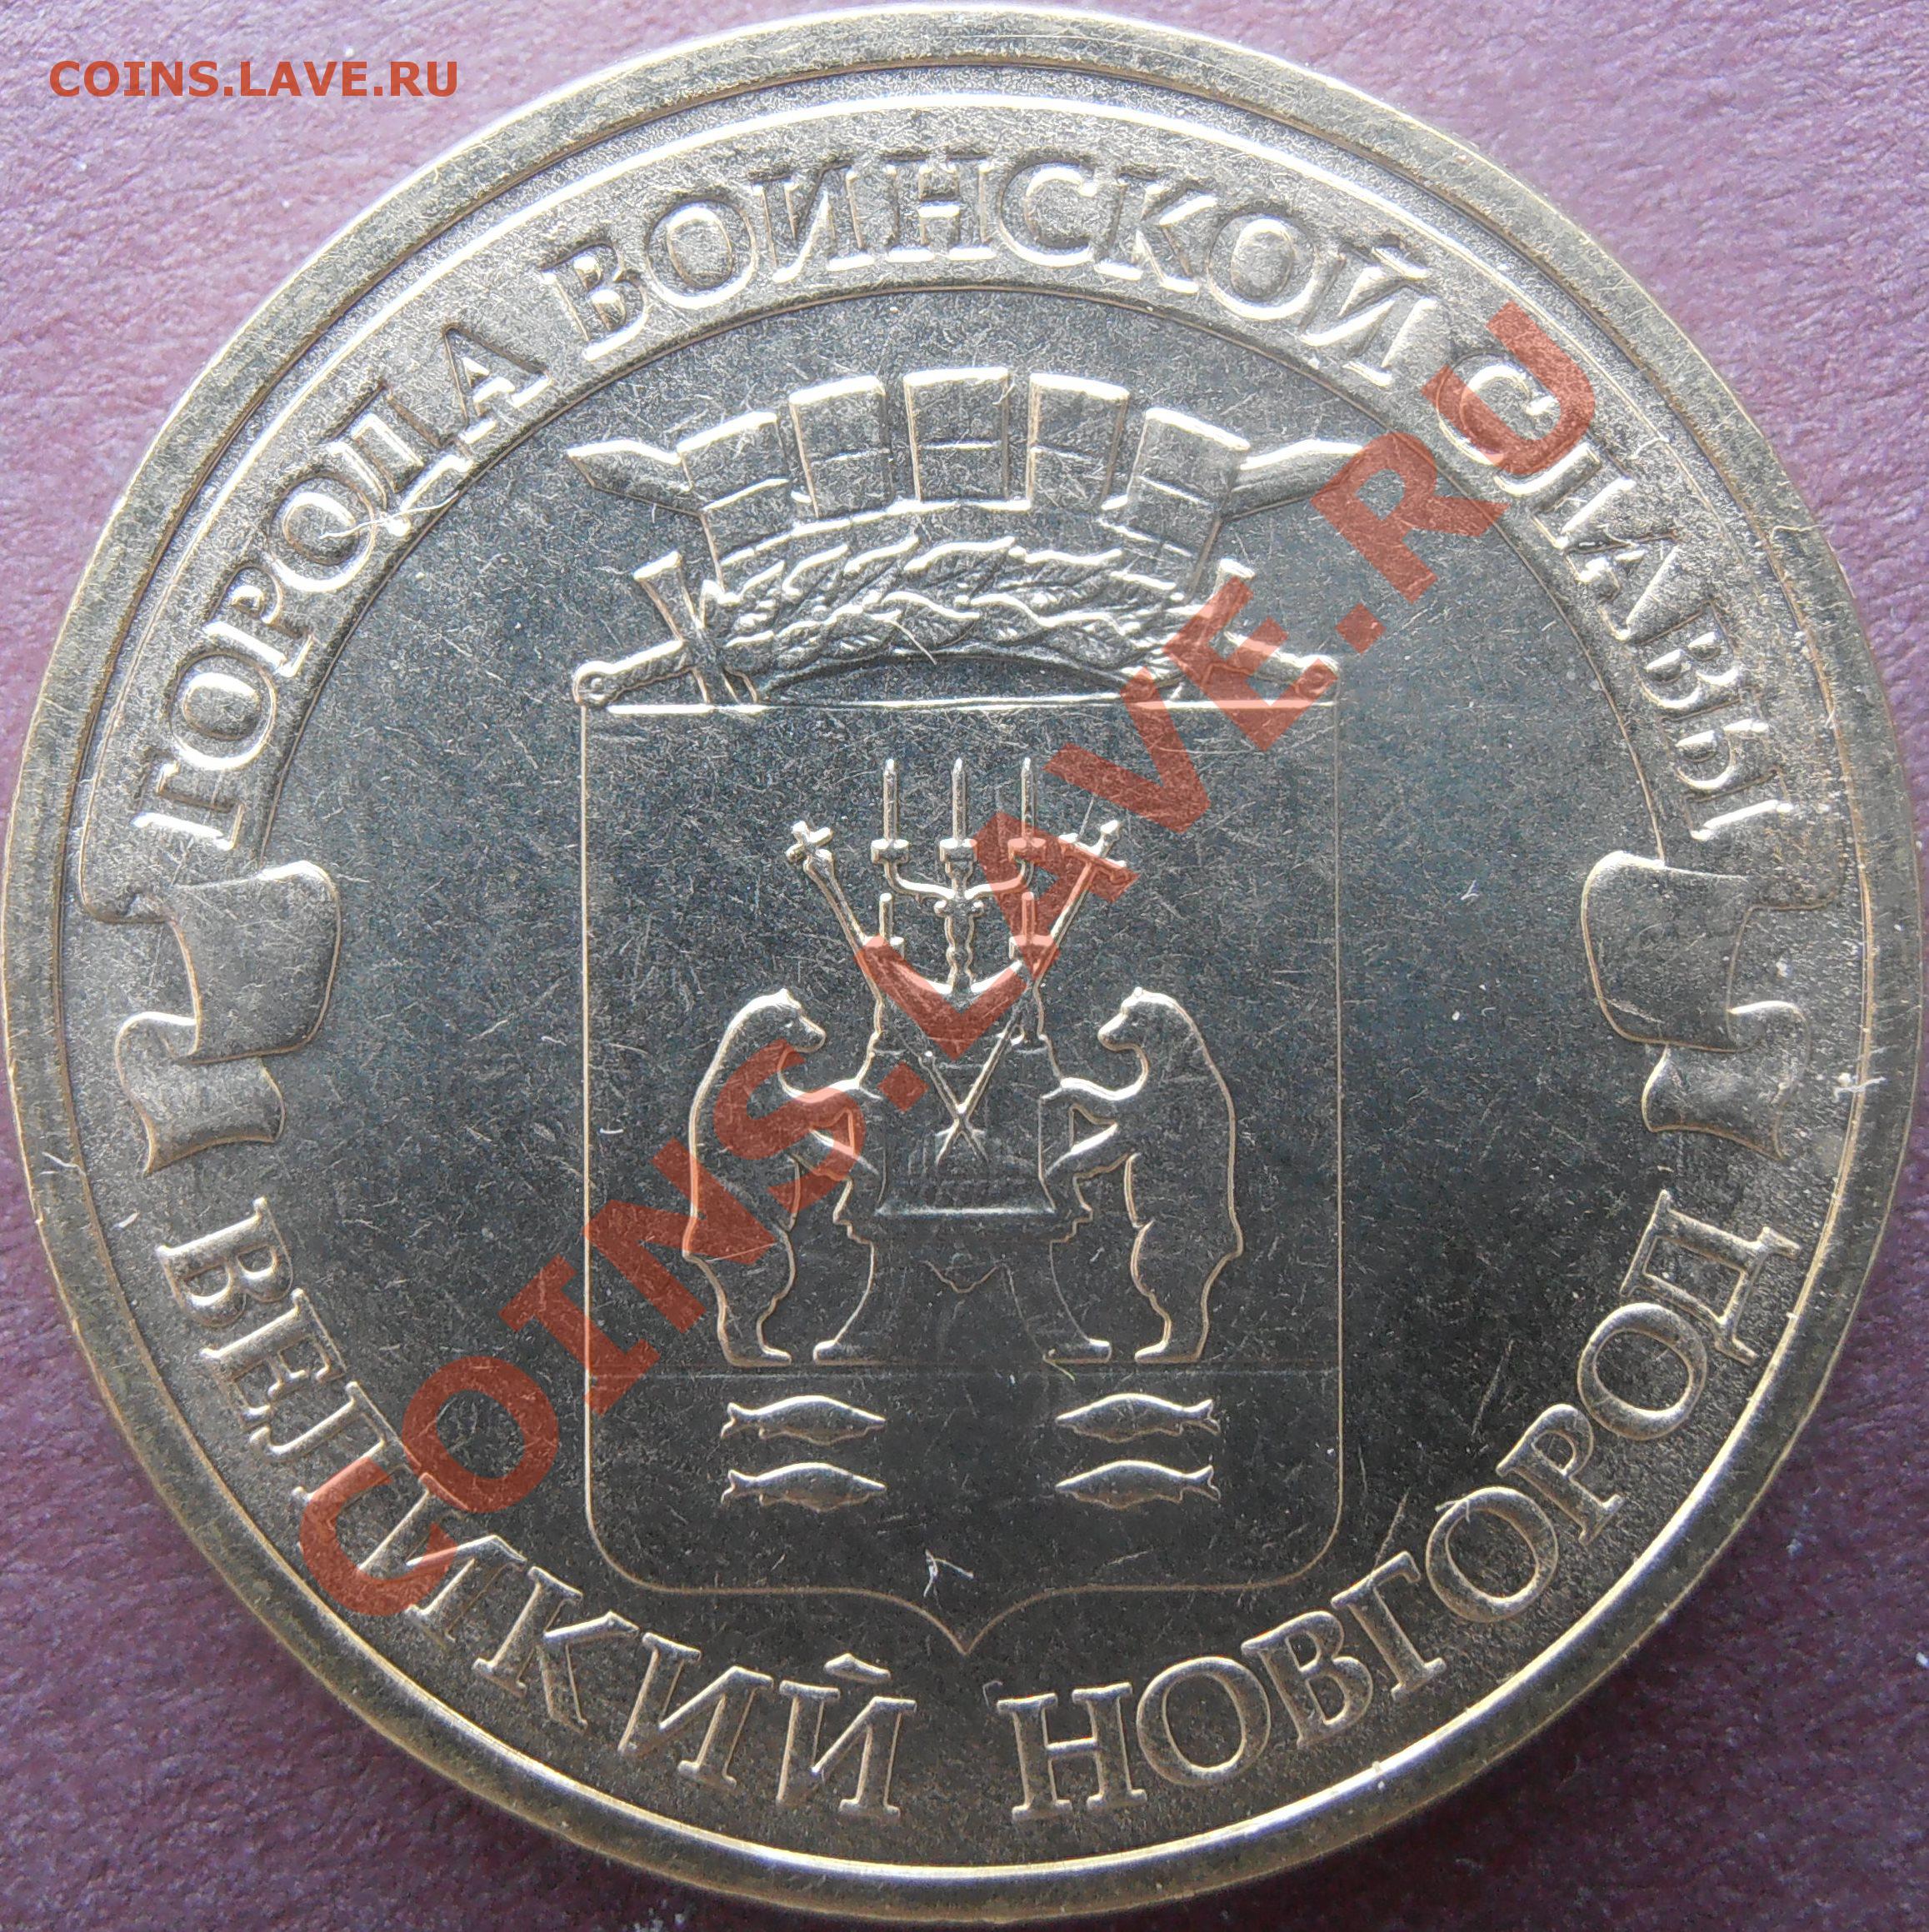 COINS.LAVE.RU
ГОРОДА ВОИНСКОЙ СЛАВЫ
COINS.LAVE.RU
ВЕЛИКИЙ НОВГОРОД